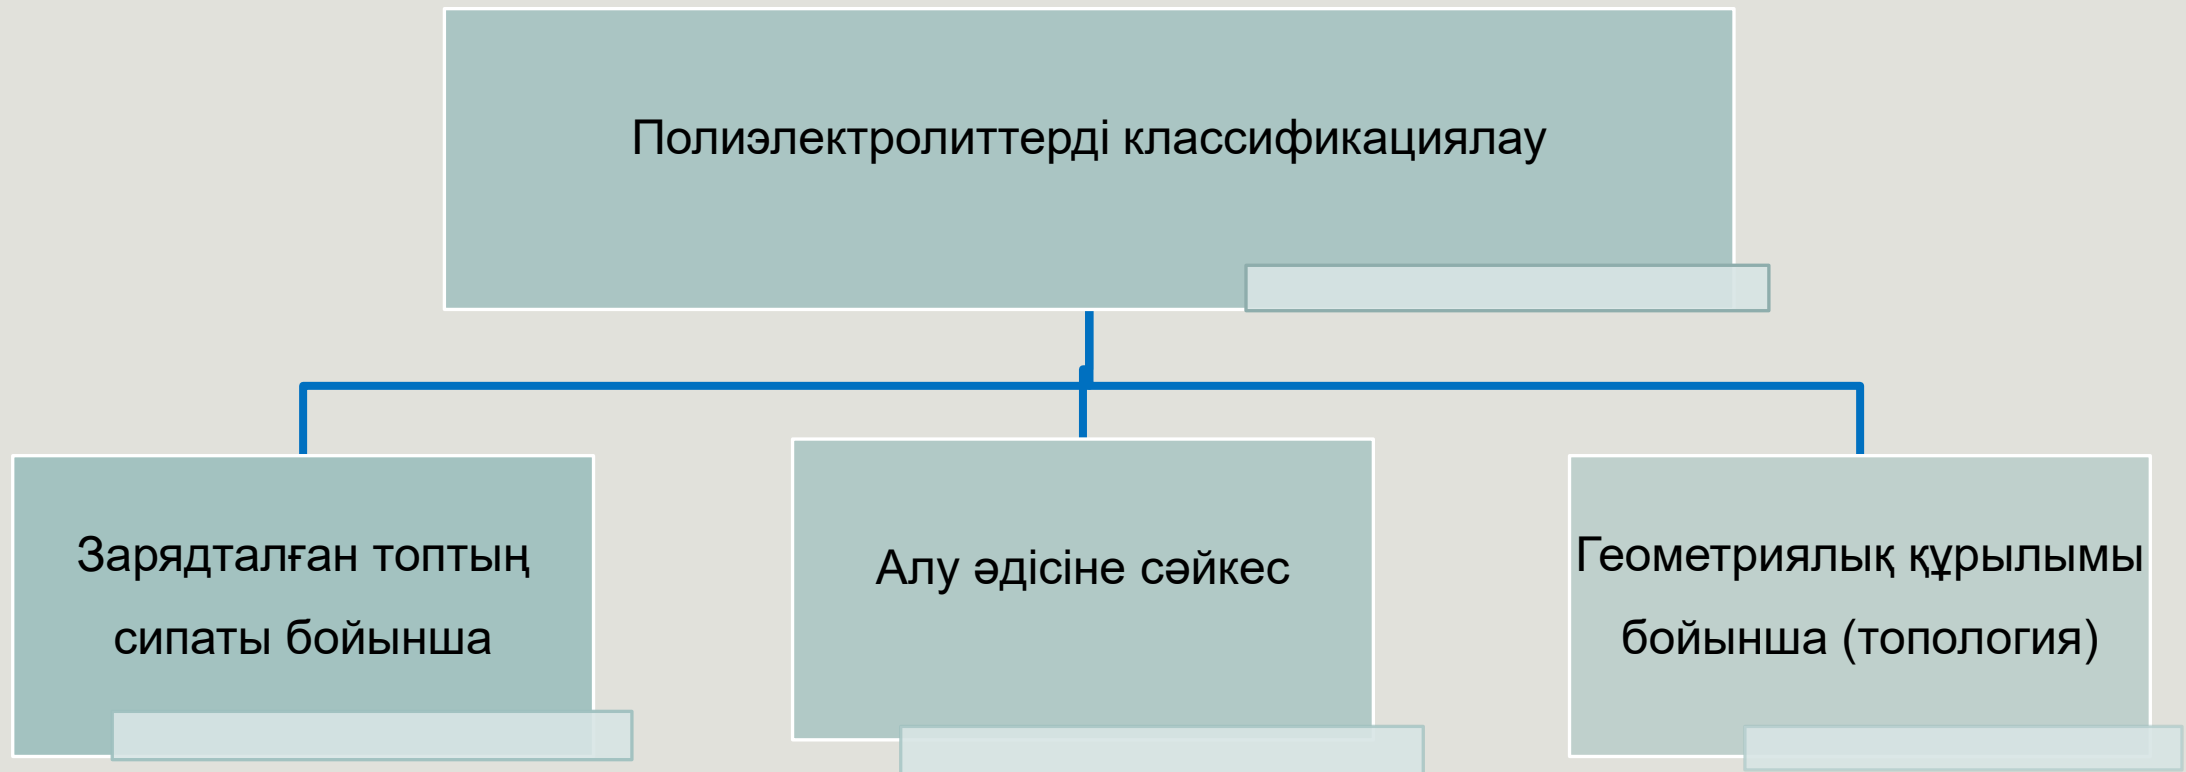 Полиэлектролиттерді классификациялау
Зарядталған топтың
сипаты бойынша
Алу әдісіне сәйкес
Геометриялық құрылымы
бойынша (топология)